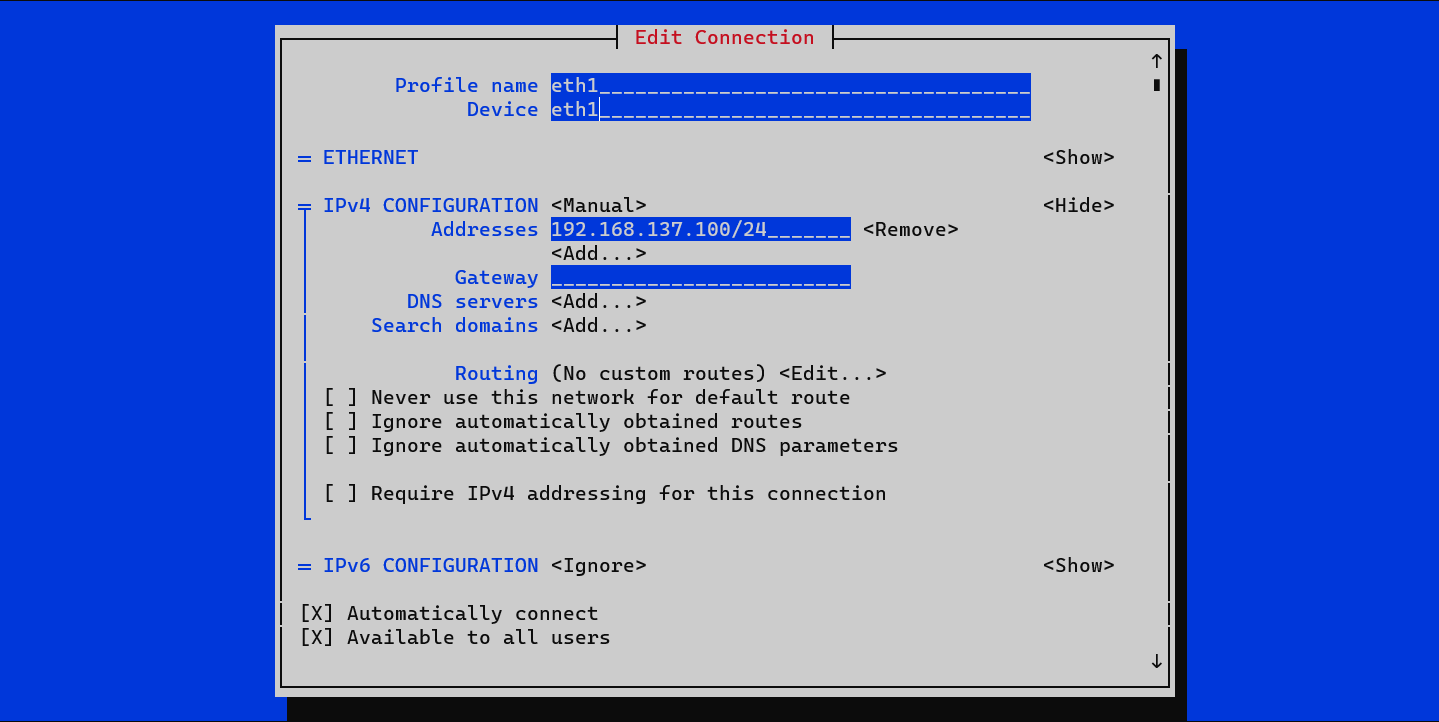 Edit Connection
↑
Profile name eth1____________________________________
Device eth1____________________________________
═ ETHERNET <Show>
═ IPv4 CONFIGURATION <Manual> <Hide>
Addresses 192.168.137.100/24_______ <Remove>
<Add...>
Gateway _________________________
DNS servers <Add...>
Search domains <Add...>
Routing (No custom routes) <Edit...>
[ ] Never use this network for default route
[ ] Ignore automatically obtained routes
[ ] Ignore automatically obtained DNS parameters
[ ] Require IPv4 addressing for this connection
═ IPv6 CONFIGURATION <Ignore> <Show>
[X] Automatically connect
[X] Available to all users
↓